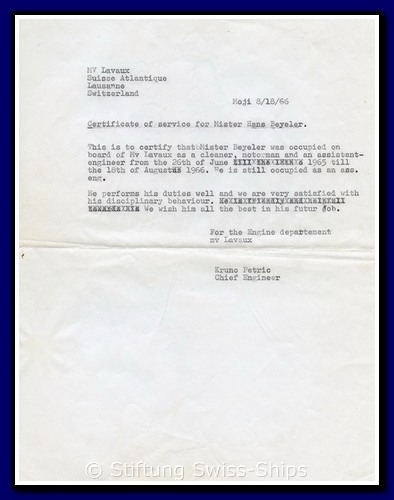 MV Lavaux
Suisse Atlantique
Lausanne
Switzerland
Moji 8/18/66
Certificate of service for Mister Hans Beyeler.
This is to certify that Mister Beyeler was occupied on
board of Mv Lavaux as a cleaner, motorman and an assistant-
engineer from the 26th of June 1965 till
the 18th of August 1966. He is still occupied as an ass.
eng.
He performs his duties well and we are very satisfied with
his disciplinary behaviour.
We wish him all the best in his futur job.
For the Engine departement
mv Lavaux
Kruno Petric
Chief Engineer
© Stiftung Swiss-Ships